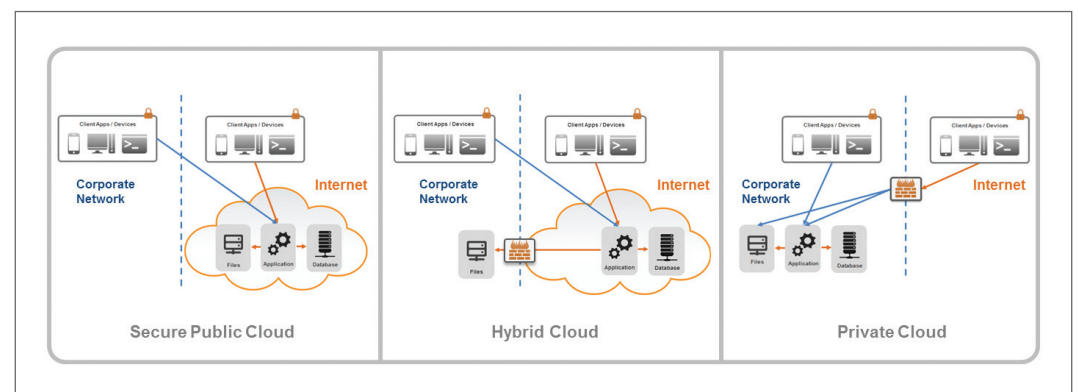 Client Apps / Devices
>_
Client Apps / Devices
>_
Corporate
Network
Internet
Files
Application
Database
Secure Public Cloud
Client Apps / Devices
>_
Client Apps / Devices
>_
Corporate
Network
Internet
Files
Application
Database
Hybrid Cloud
Client Apps / Devices
>_
Client Apps / Devices
>_
Corporate
Network
Internet
Files
Application
Database
Private Cloud